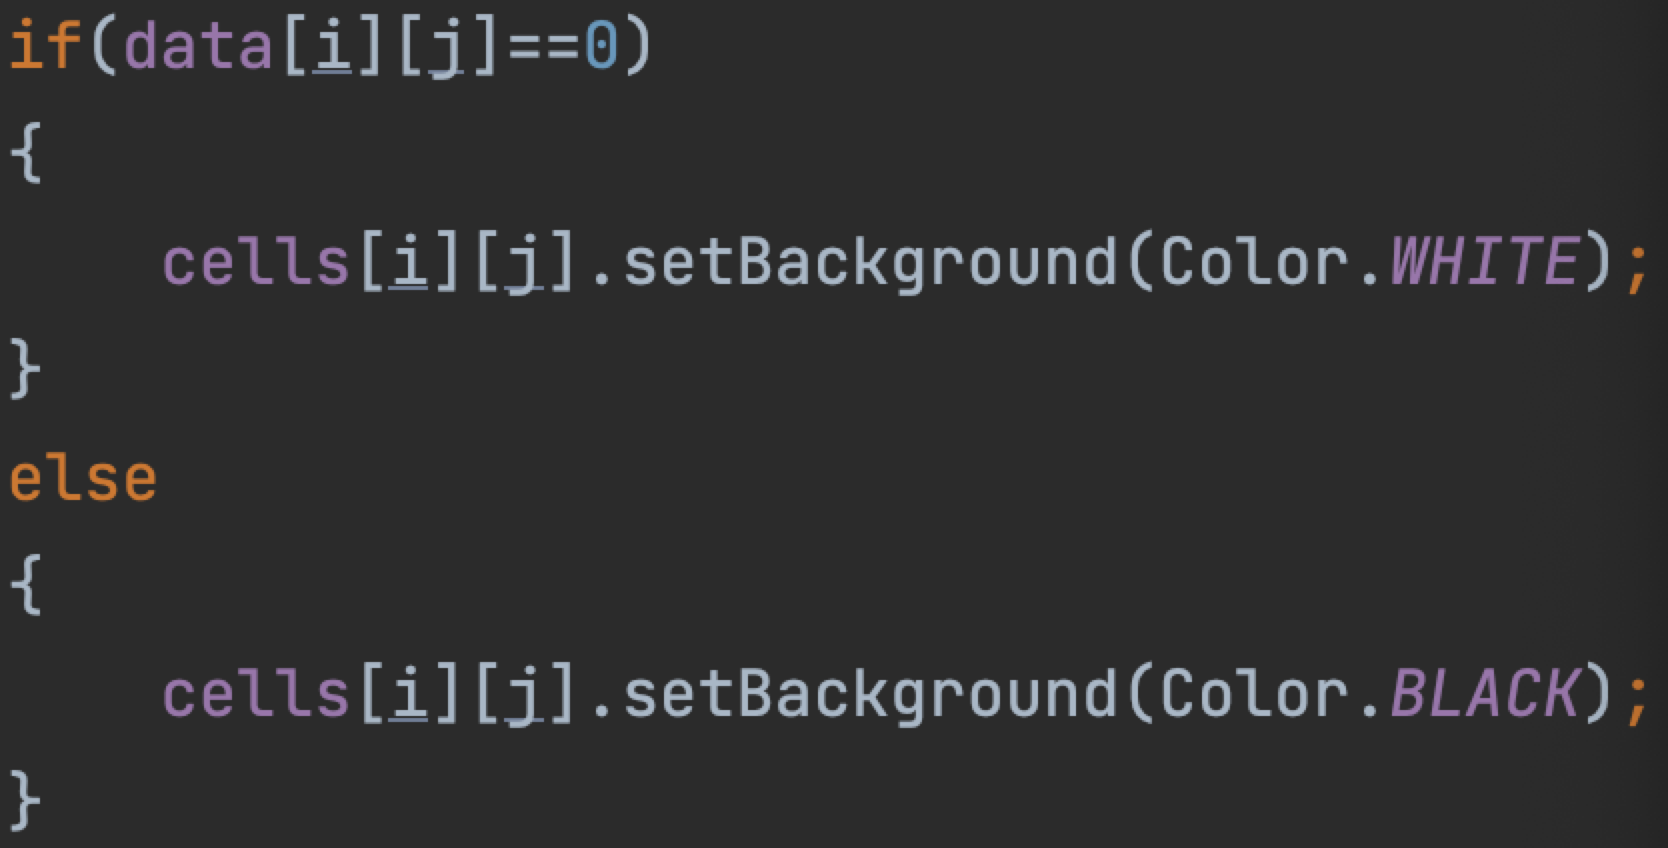 if(data[i][j]==0)
{
    cells[i][j].setBackground(Color.WHITE);
}
else
{
    cells[i][j].setBackground(Color.BLACK);
}